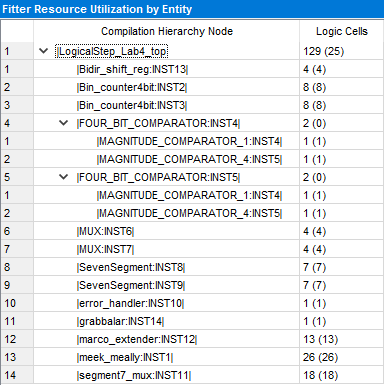 Fitter Resource Utilization by Entity
Compilation Hierarchy Node Logic Cells
1 |LogicalStep_Lab4_top 129 (25)
1 |Bidir_shift_reg:INST13| 4 (4)
2 |Bin_counter4bit:INST2| 8 (8)
3 |Bin_counter4bit:INST3| 8 (8)
4 |FOUR_BIT_COMPARATOR:INST4| 2 (0)
1 |MAGNITUDE_COMPARATOR_1:INST4| 1 (1)
2 |MAGNITUDE_COMPARATOR_4:INST5| 1 (1)
5 |FOUR_BIT_COMPARATOR:INST5| 2 (0)
1 |MAGNITUDE_COMPARATOR_1:INST4| 1 (1)
2 |MAGNITUDE_COMPARATOR_4:INST5| 1 (1)
6 |MUX:INST6| 4 (4)
7 |MUX:INST7| 4 (4)
8 |SevenSegment:INST8| 7 (7)
9 |SevenSegment:INST9| 7 (7)
10 |error_handler:INST10| 1 (1)
11 |grabbalar:INST14| 1 (1)
12 |marco_extender:INST12| 13 (13)
13 |meek_meally:INST1| 26 (26)
14 |segment7_mux:INST11| 18 (18)